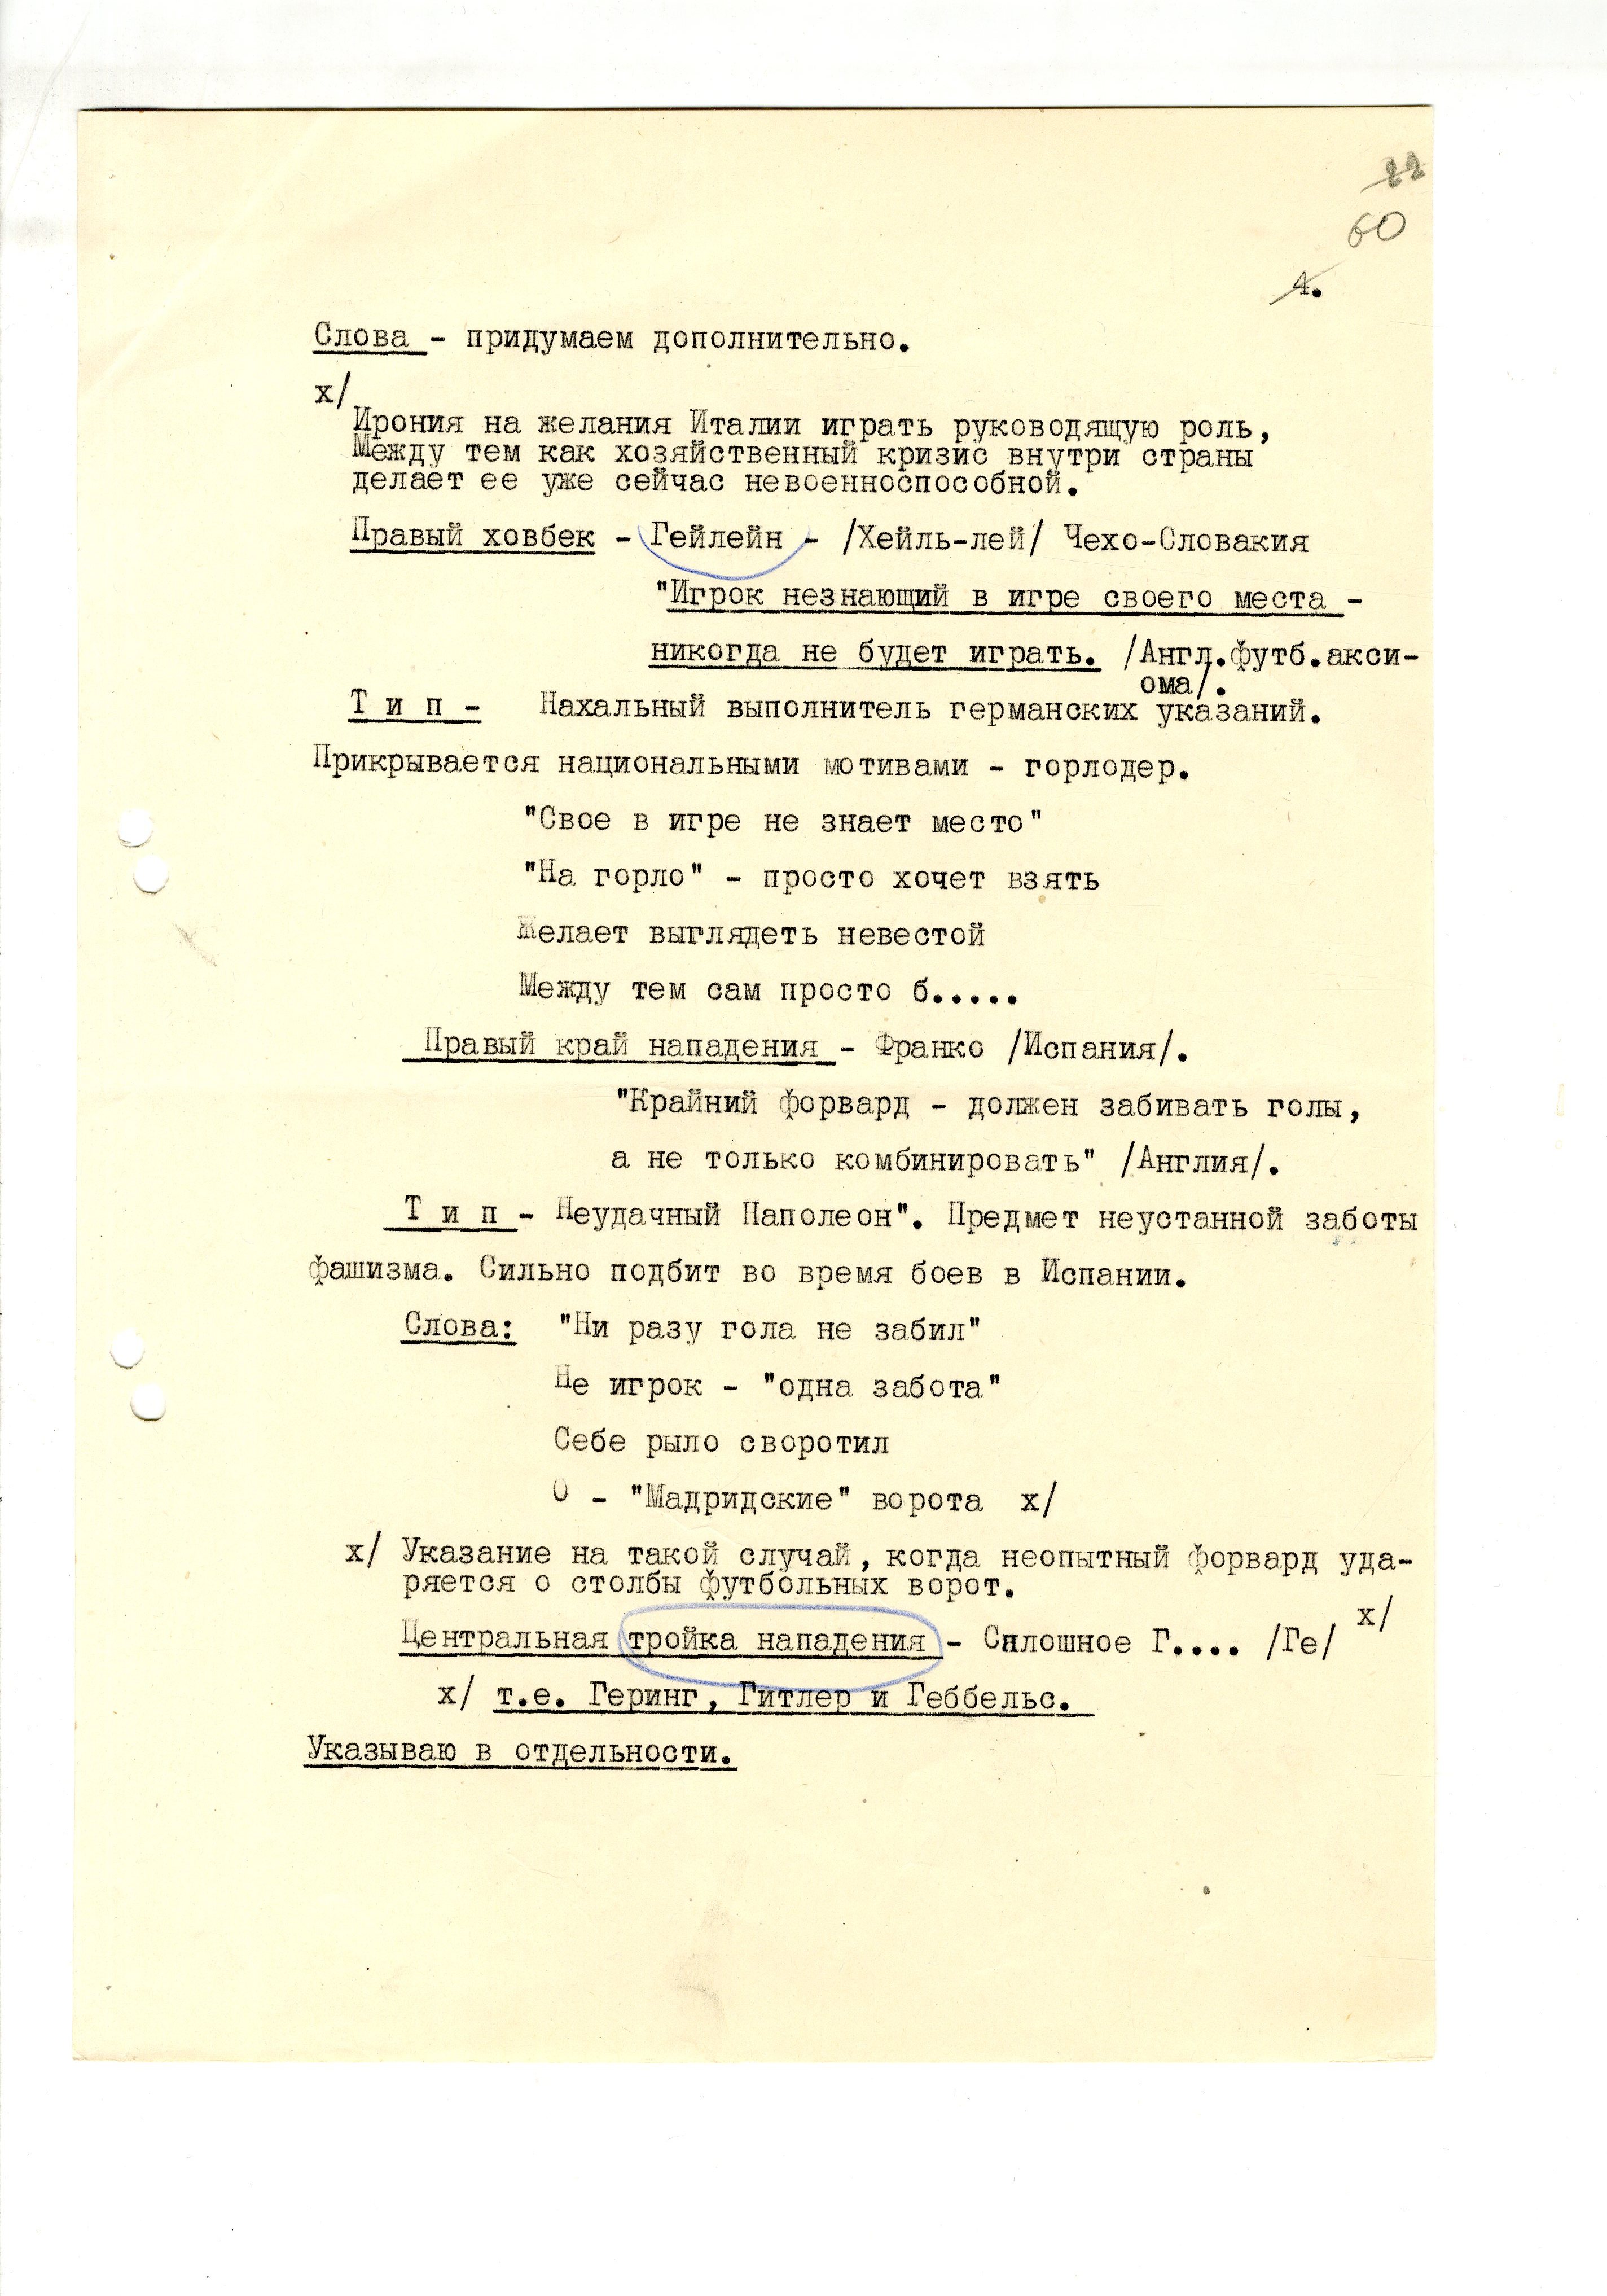 22
60
4.
Слова - придумаем дополнительно.
х/
Ирония на желания Италии играть руководящую роль,
Между тем как хозяйственный кризис внутри страны
делает ее уже сейчас невоенноспособной.
Правый ховбек - Гейлейн - /Хейль-лей/ Чехо-Словакия
"Игрок незнающий в игре своего места -
никогда не будет играть. /Англ.футб.акси-
ома/.
Т и п - Нахальный выполнитель германских указаний.
Прикрывается национальными мотивами - горлодер.
"Свое в игре не знает место"
"На горло" - просто хочет взять
Желает выглядеть невестой
Между тем сам просто б.....
Правый край нападения - Франко /Испания/.
"Крайний форвард - должен забивать голы,
а не только комбинировать" /Англия/.
Т и п - Неудачный Наполеон". Предмет неустанной заботы
фашизма. Сильно подбит во время боев в Испании.
Слова: "Ни разу гола не забил"
Не игрок - "одна забота"
Себе рыло своротил
О - "Мадридские" ворота х/
х/ Указание на такой случай, когда неопытный форвард уда-
ряется о столбы футбольных ворот.
Центральная тройка нападения - Сплошное Г.... /Ге/ х/
х/ т.е. Геринг, Гитлер и Геббельс.
Указываю в отдельности.